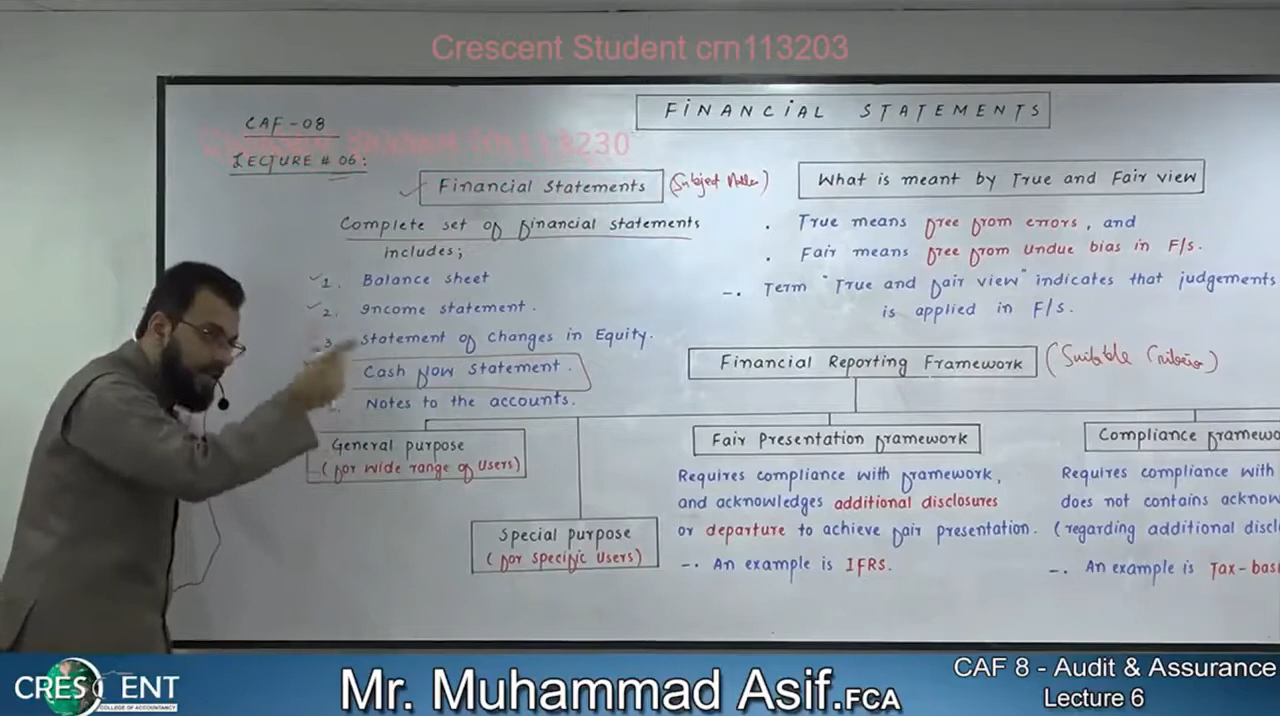 Crescent Student crn113203
FINANCIAL STATEMENTS
CAF-08
LECTURE # 06:
Financial Statements (Subject
Complete set of financial statements
includes;
1. Balance sheet
2. Income statement.
3. Statement of changes in Equity.
Cash flow statement.
Notes to the accounts.
What is meant by True and Fair view
. True means free from errors, and
. Fair means free from undue bias in F/s.
-. Term "True and fair view" indicates that judgements
is applied in F/s.
Financial Reporting Framework (Suitable
General purpose
(for wide range of users)
Special purpose
(for specific users)
Fair Presentation framework
Requires compliance with framework,
and acknowledges additional disclosures
or departure to achieve fair presentation.
-. An example is IFRS.
Compliance framewo
Requires compliance with
does not contains acknow
(regarding additional discl
-. An example is Tax-basi
CRESCENT
COLLEGE OF ACCOUNTANCY
Mr. Muhammad Asif.FCA
CAF 8 - Audit & Assurance
Lecture 6